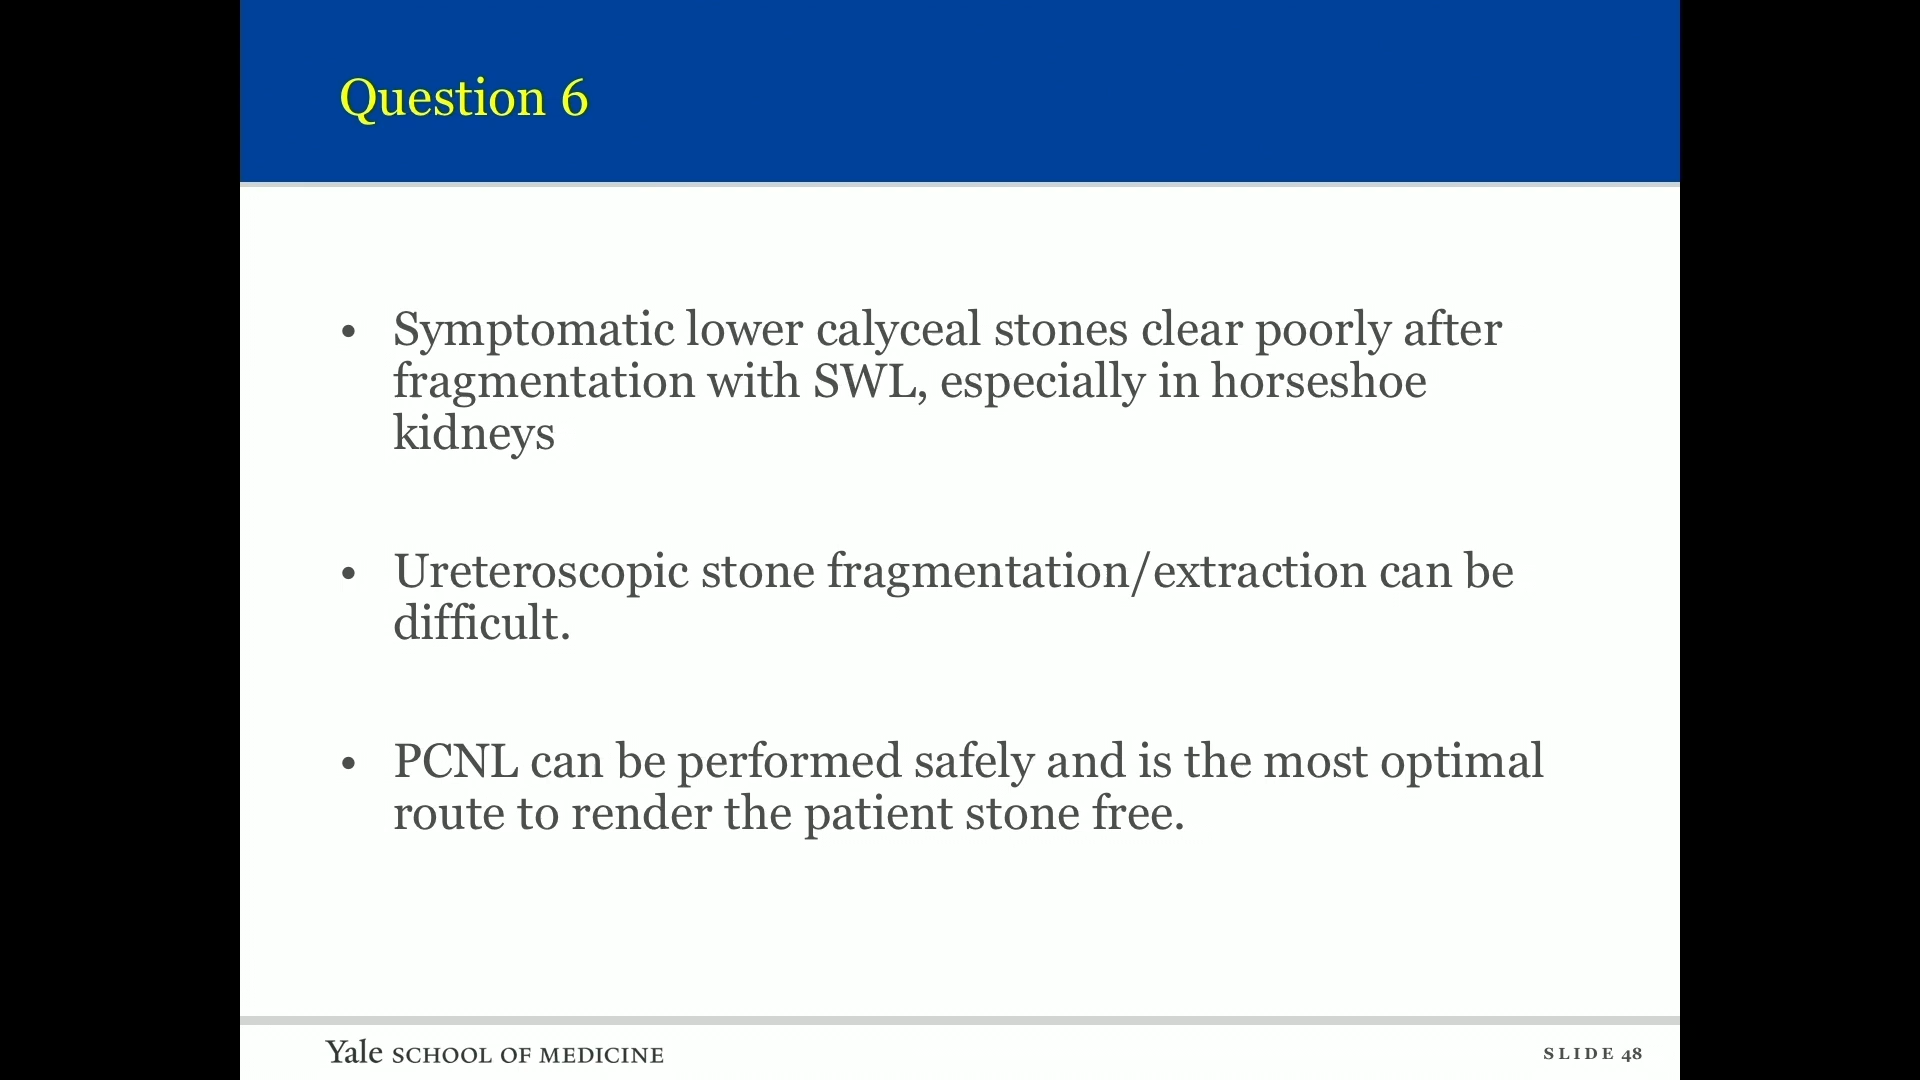 Question 6
• Symptomatic lower calyceal stones clear poorly after
fragmentation with SWL, especially in horseshoe
kidneys
• Ureteroscopic stone fragmentation/extraction can be
difficult.
• PCNL can be performed safely and is the most optimal
route to render the patient stone free.
Yale SCHOOL OF MEDICINE
SLIDE 48